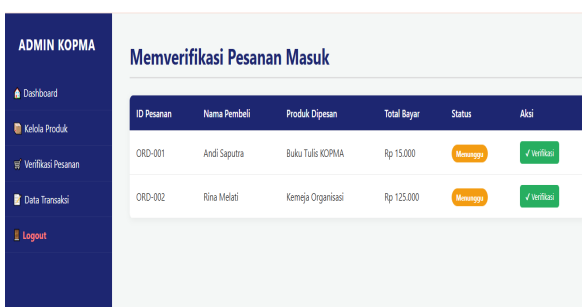 ADMIN KOPMA
Dashboard
Kelola Produk
Verifikasi Pesanan
Data Transaksi
Logout
Memverifikasi Pesanan Masuk
ID Pesanan Nama Pembeli Produk Dipesan Total Bayar Status Aksi
ORD-001 Andi Saputra Buku Tulis KOPMA Rp 15.000 Menunggu ✓ Verifikasi
ORD-002 Rina Melati Kemeja Organisasi Rp 125.000 Menunggu ✓ Verifikasi